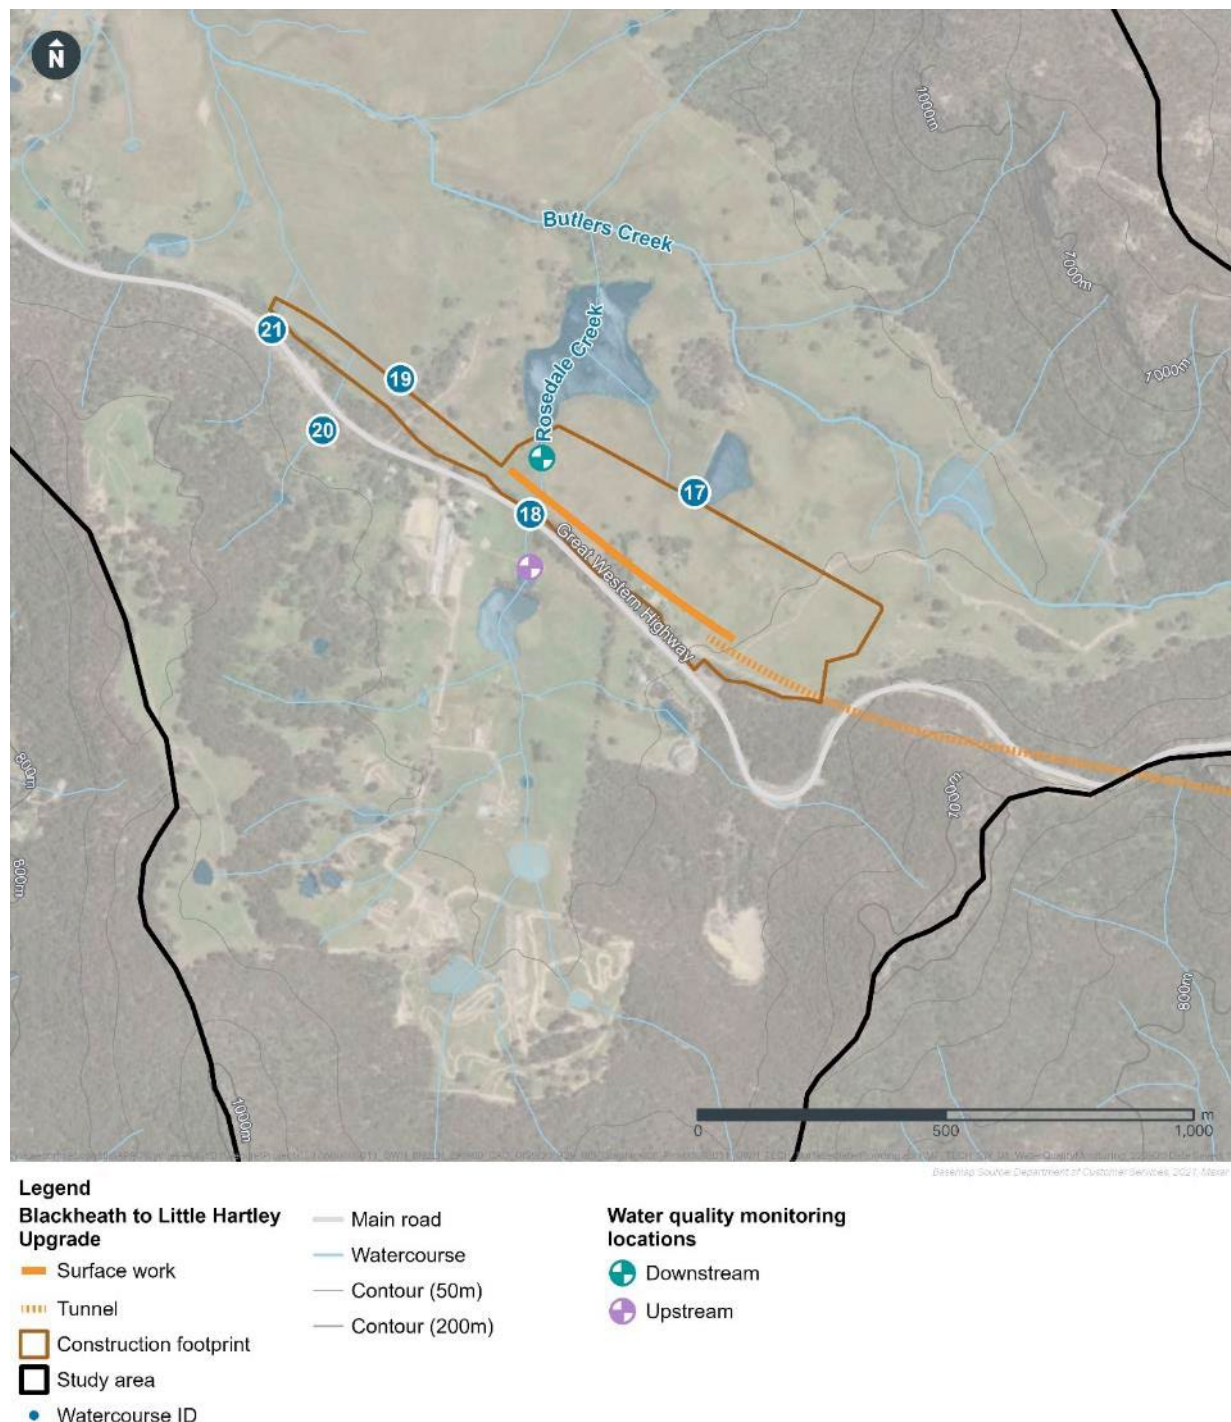 N
1000m
Butlers Creek
1000m
Rosedale Creek
21
1000m
19
20
17
18
Great Western Highway
800m
1000m
800m
800m
1000m
m
0
500
1,000
Basemap Source: Department of Customer Services, 2021, Maxar
Legend
Blackheath to Little Hartley
Upgrade
Surface work
Tunnel
Construction footprint
Study area
Watercourse ID
Main road
Watercourse
Contour (50m)
Contour (200m)
Water quality monitoring
locations
Downstream
Upstream